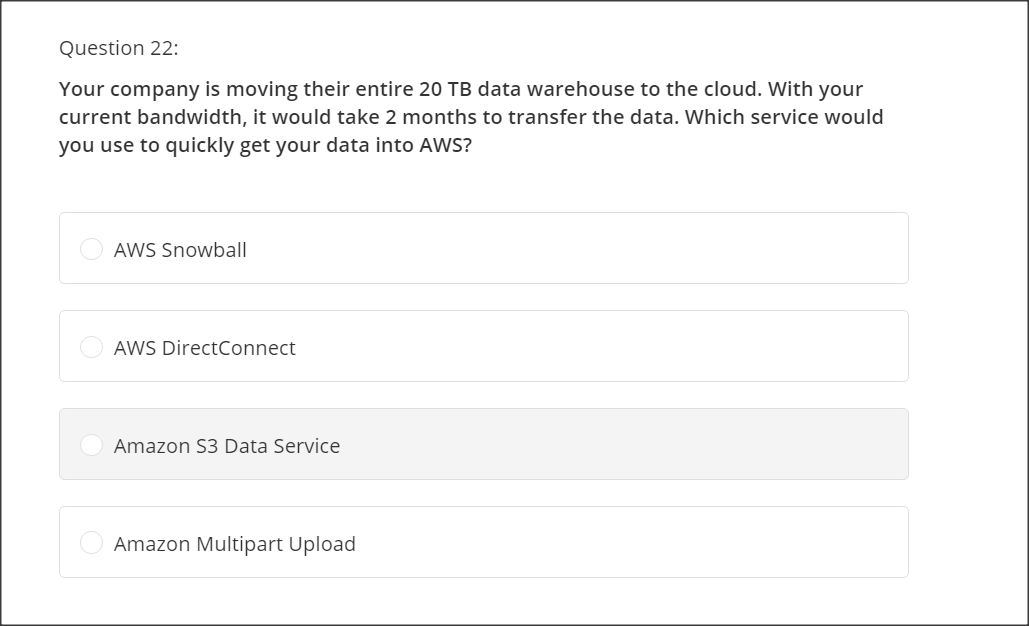 Question 22:
Your company is moving their entire 20 TB data warehouse to the cloud. With your
current bandwidth, it would take 2 months to transfer the data. Which service would
you use to quickly get your data into AWS?
AWS Snowball
AWS DirectConnect
Amazon S3 Data Service
Amazon Multipart Upload